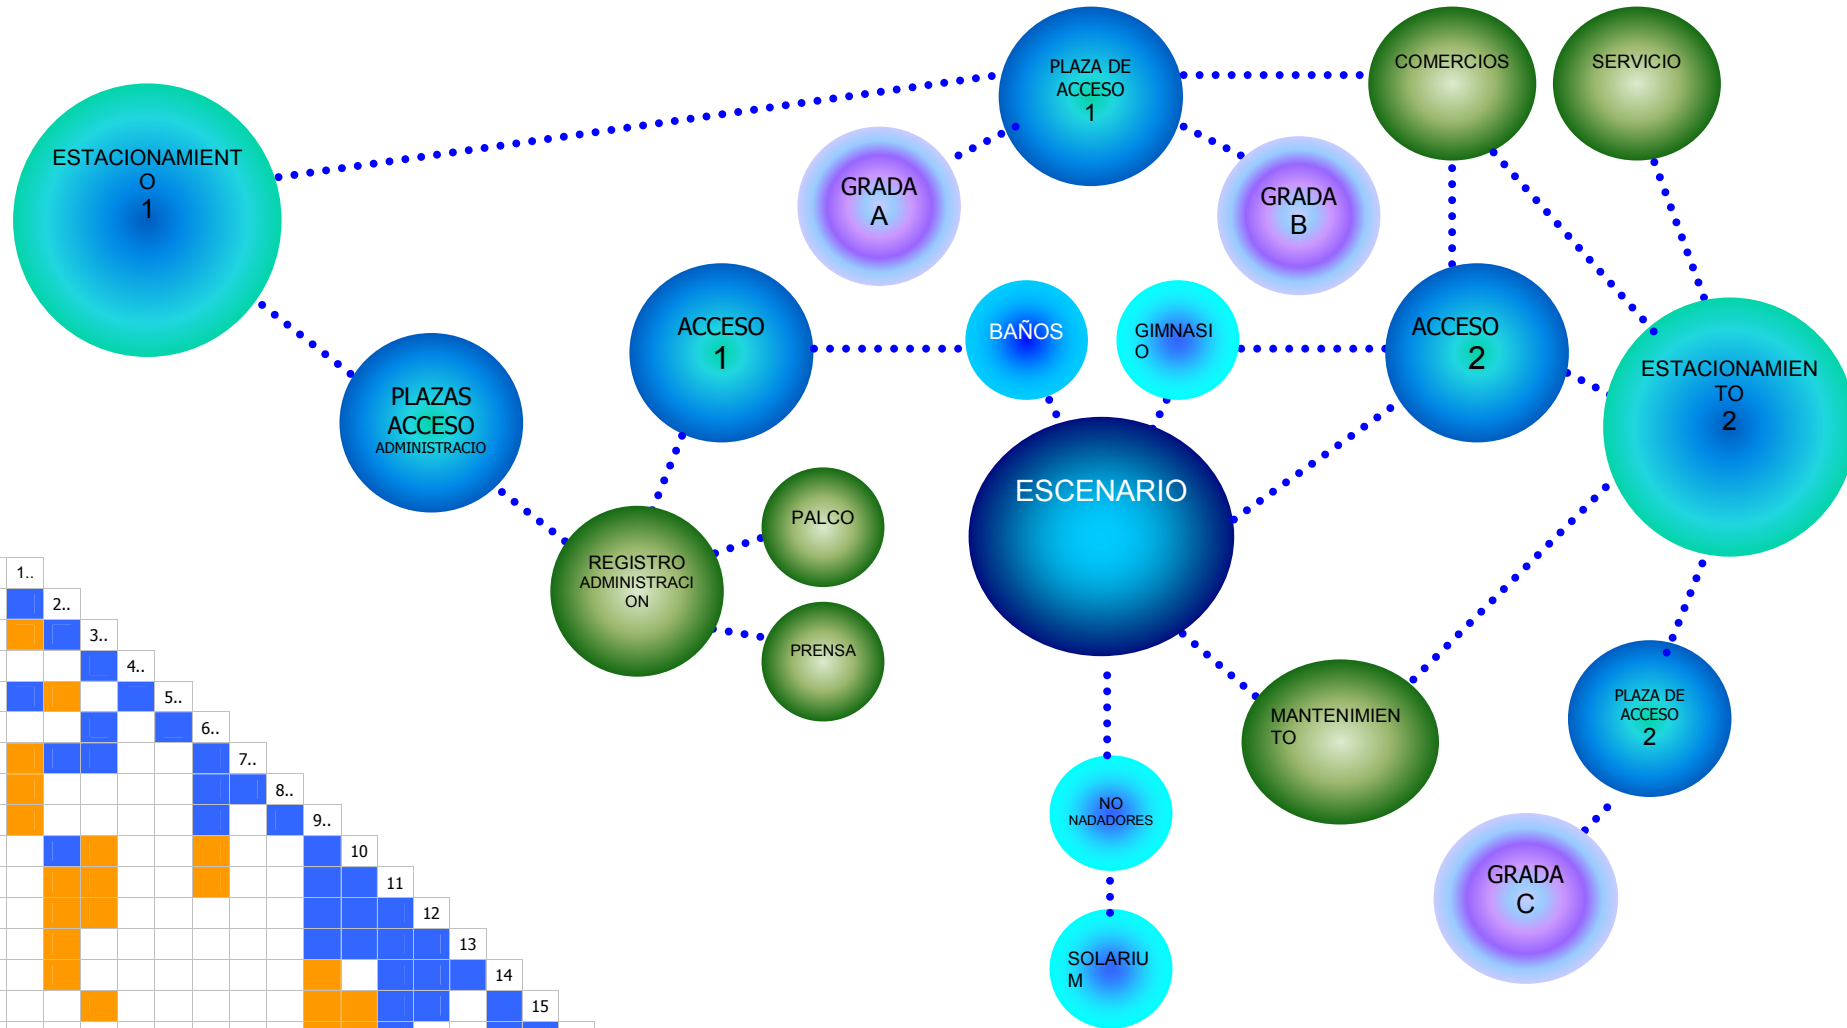 PLAZA DE
ACCESO
1
COMERCIOS
SERVICIO
ESTACIONAMIENT
O
1
GRADA
A
GRADA
B
ACCESO
1
BAÑOS
GIMNASI
O
ACCESO
2
ESTACIONAMIEN
TO
2
PLAZAS
ACCESO
ADMINISTRACIO
ESCENARIO
PALCO
REGISTRO
ADMINISTRACI
ON
PRENSA
PLAZA DE
ACCESO
2
MANTENIMIEN
TO
NO
NADADORES
GRADA
C
SOLARIU
M
1..
2..
3..
4..
5..
6..
7..
8..
9..
10
11
12
13
14
15